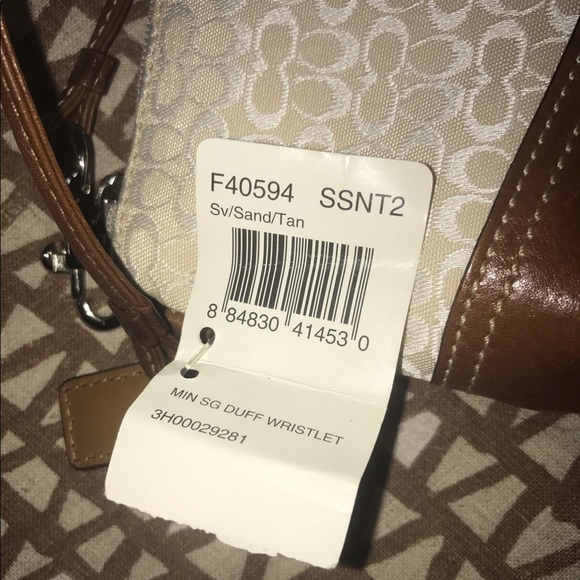 F40594 SSNT2
Sv/Sand/Tan
8 84830 41453 0
MIN SG DUFF WRISTLET
3H00029281